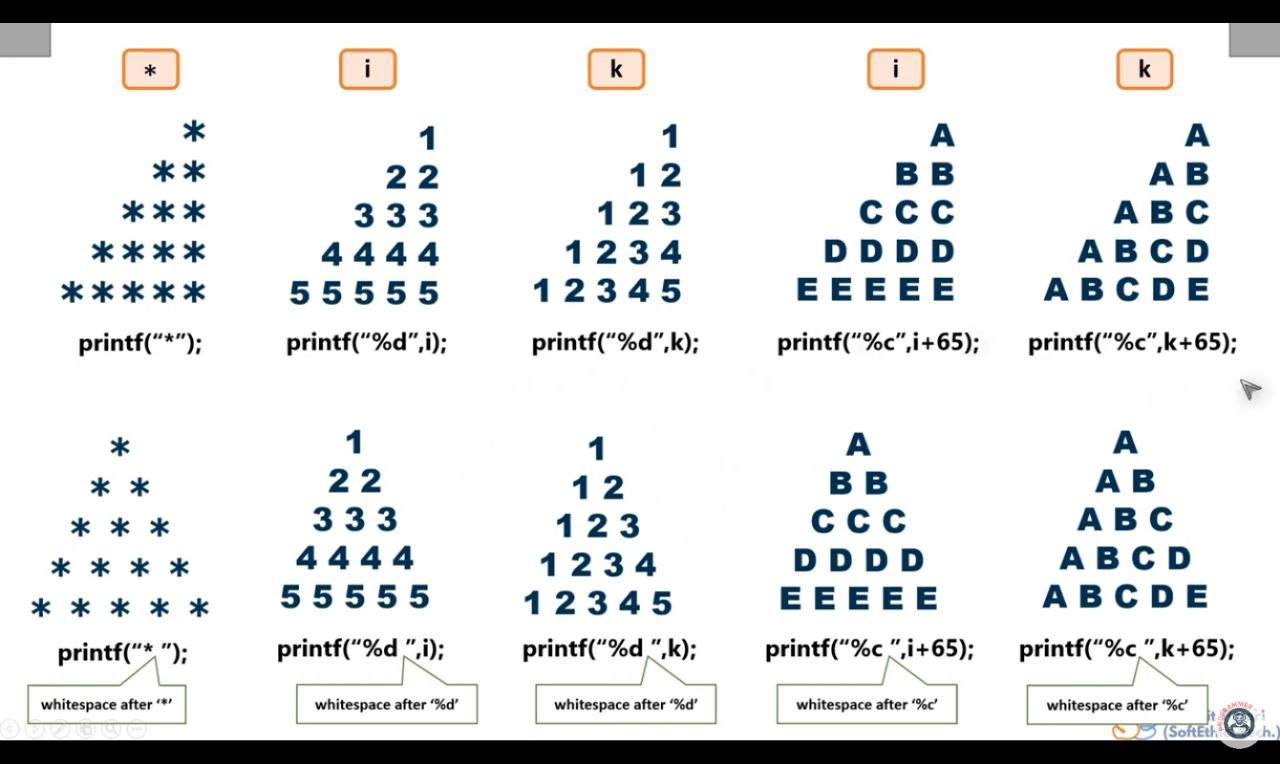 *
i
k
i
k
*
**
***
****
*****
printf("*");
1
2 2
3 3 3
4 4 4 4
5 5 5 5 5
printf("%d",i);
1
1 2
1 2 3
1 2 3 4
1 2 3 4 5
printf("%d",k);
A
B B
C C C
D D D D
E E E E E
printf("%c",i+65);
A
A B
A B C
A B C D
A B C D E
printf("%c",k+65);
*
* *
* * *
* * * *
* * * * *
printf("* ");
whitespace after '*'
1
2 2
3 3 3
4 4 4 4
5 5 5 5 5
printf("%d ",i);
whitespace after '%d'
1
1 2
1 2 3
1 2 3 4
1 2 3 4 5
printf("%d ",k);
whitespace after '%d'
A
B B
C C C
D D D D
E E E E E
printf("%c ",i+65);
whitespace after '%c'
A
A B
A B C
A B C D
A B C D E
printf("%c ",k+65);
whitespace after '%c'